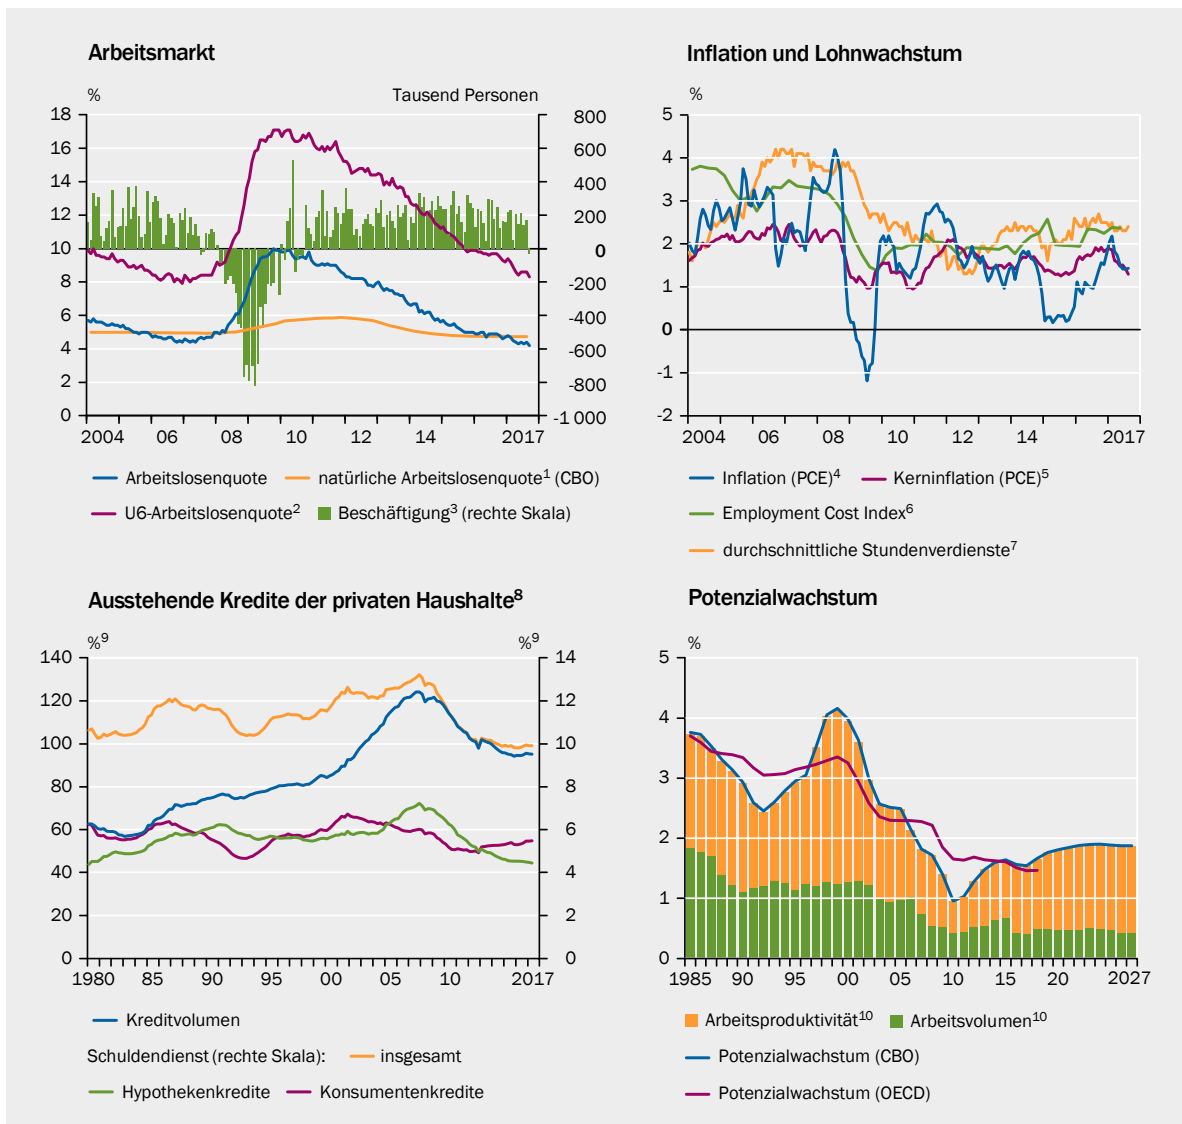 Arbeitsmarkt
% Tausend Personen
18 800
16 600
14 400
12 200
10 0
8 -200
6 -400
4 -600
2 -800
0 -1 000
2004 06 08 10 12 14 2017
Arbeitslosenquote natürliche Arbeitslosenquote¹ (CBO)
U6-Arbeitslosenquote² Beschäftigung³ (rechte Skala)
Inflation und Lohnwachstum
%
5
4
3
2
1
0
-1
-2
2004 06 08 10 12 14 2017
Inflation (PCE)⁴ Kerninflation (PCE)⁵
Employment Cost Index⁶
durchschnittliche Stundenverdienste⁷
Ausstehende Kredite der privaten Haushalte⁸
%⁹ %⁹
140 14
120 12
100 10
80 8
60 6
40 4
20 2
0 0
1980 85 90 95 00 05 10 2017
Kreditvolumen
Schuldendienst (rechte Skala): insgesamt
Hypothekenkredite Konsumentenkredite
Potenzialwachstum
%
5
4
3
2
1
0
1985 90 95 00 05 10 15 20 2027
Arbeitsproduktivität¹⁰ Arbeitsvolumen¹⁰
Potenzialwachstum (CBO)
Potenzialwachstum (OECD)